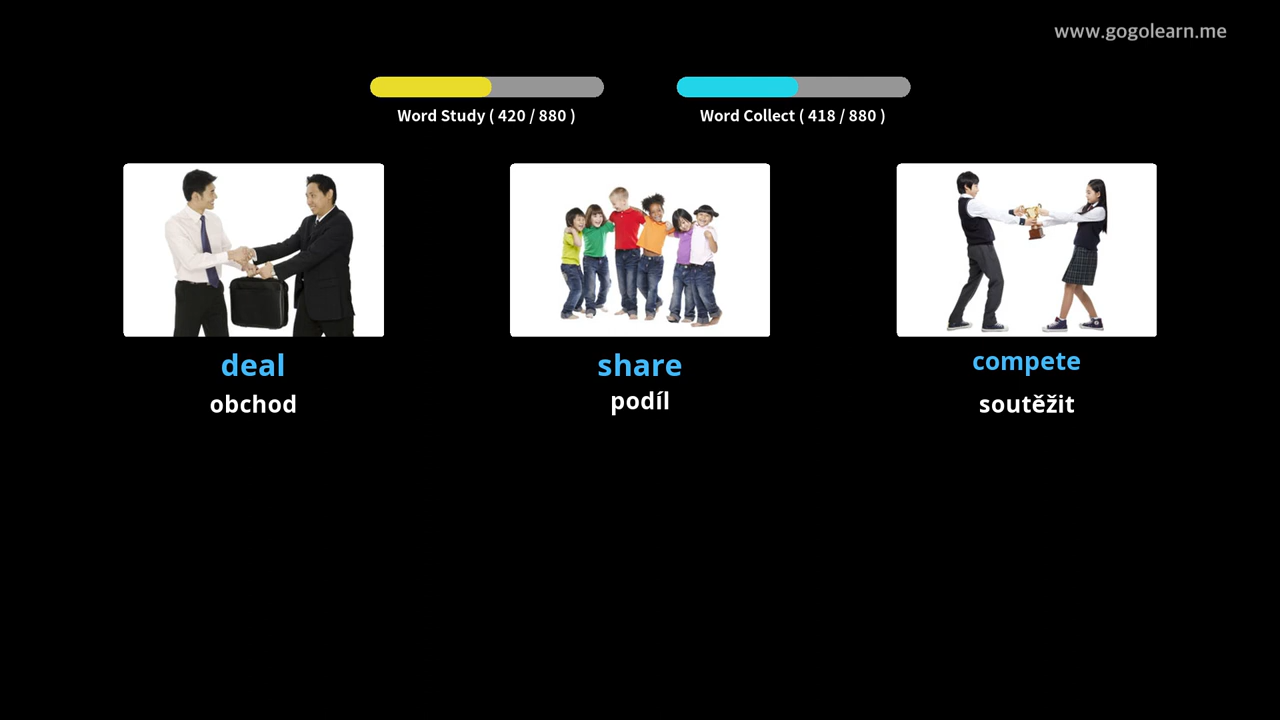 www.gogolearn.me
Word Study ( 420 / 880 )
Word Collect ( 418 / 880 )
deal
obchod
share
podíl
compete
soutěžit